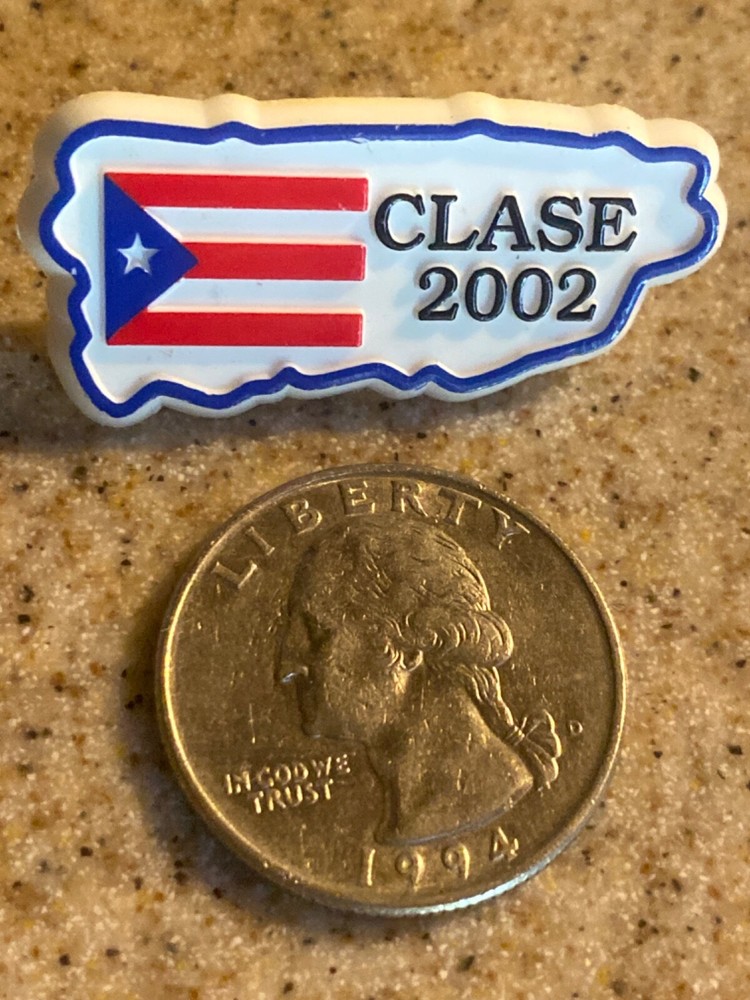 CLASE
2002
LIBERTY
IN GOD WE
TRUST
D
1994